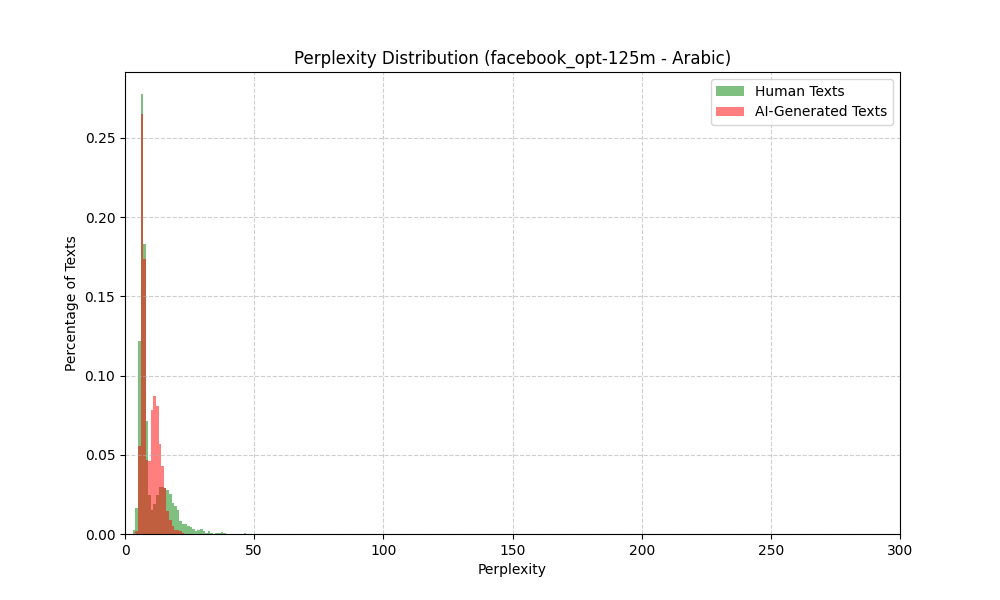 Perplexity Distribution (facebook_opt-125m - Arabic)
Human Texts
AI-Generated Texts
Percentage of Texts
0.25
0.20
0.15
0.10
0.05
0.00
0 50 100 150 200 250 300
Perplexity